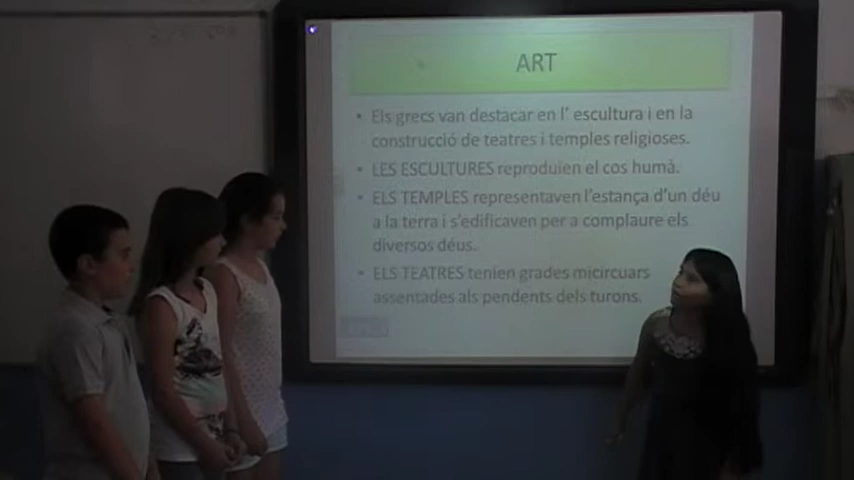 ART
• Els grecs van destacar en l' escultura i en la
construcció de teatres i temples religioses.
• LES ESCULTURES reproduïen el cos humà.
• ELS TEMPLES representaven l'estança d'un déu
a la terra i s'edificaven per a complaure els
diversos déus.
• ELS TEATRES tenien grades micircuars
assentades als pendents dels turons.